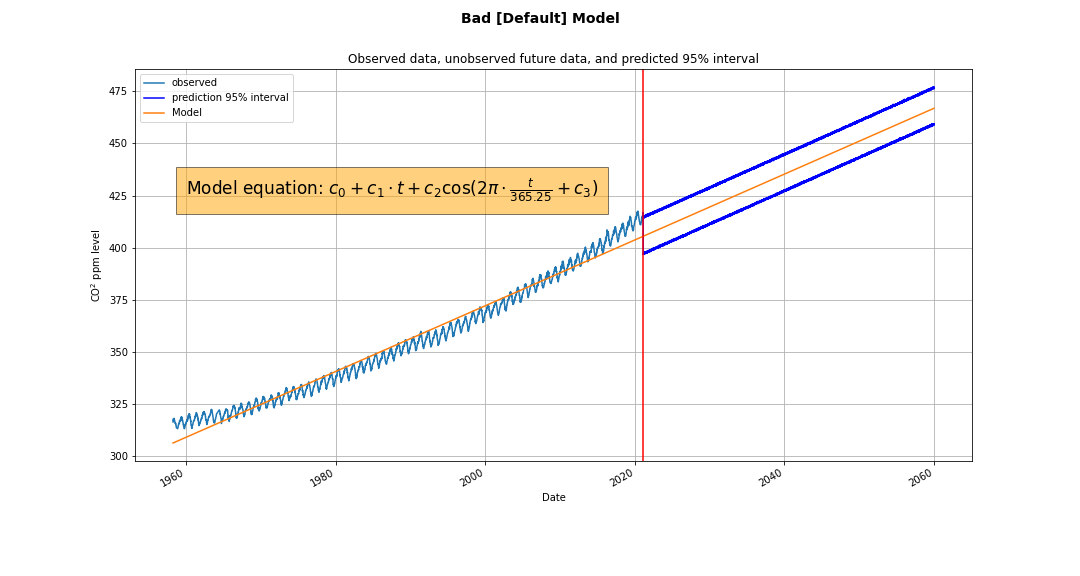 Bad [Default] Model
Observed data, unobserved future data, and predicted 95% interval
observed
prediction 95% interval
Model
Model equation: c₀ + c₁ · t + c₂cos(2π · t/365.25 + c₃)
CO² ppm level
475
450
425
400
375
350
325
300
1960
1980
2000
2020
2040
2060
Date